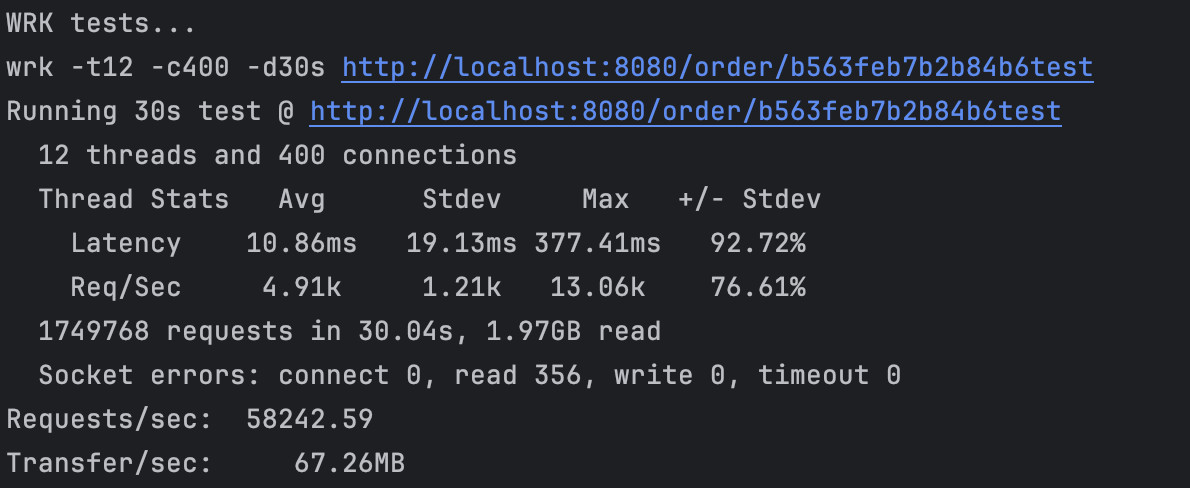 WRK tests...
wrk -t12 -c400 -d30s http://localhost:8080/order/b563feb7b2b84b6test
Running 30s test @ http://localhost:8080/order/b563feb7b2b84b6test
12 threads and 400 connections
Thread Stats Avg Stdev Max +/- Stdev
Latency 10.86ms 19.13ms 377.41ms 92.72%
Req/Sec 4.91k 1.21k 13.06k 76.61%
1749768 requests in 30.04s, 1.97GB read
Socket errors: connect 0, read 356, write 0, timeout 0
Requests/sec: 58242.59
Transfer/sec: 67.26MB